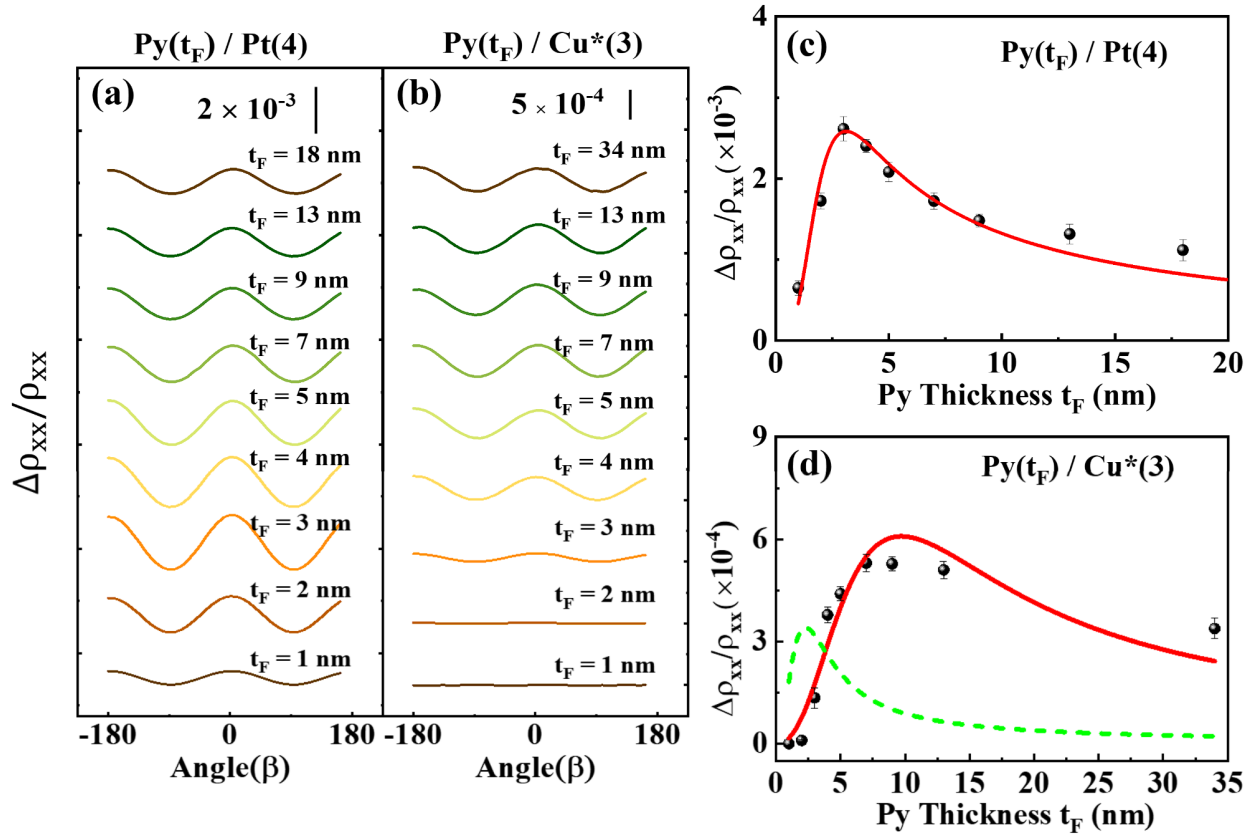 Py(t_F) / Pt(4)
(a)
2 × 10⁻³
t_F = 18 nm
t_F = 13 nm
t_F = 9 nm
t_F = 7 nm
t_F = 5 nm
t_F = 4 nm
t_F = 3 nm
t_F = 2 nm
t_F = 1 nm
Δρ_xx/ρ_xx
-180 0 180
Angle(β)
Py(t_F) / Cu*(3)
(b)
5 × 10⁻⁴
t_F = 34 nm
t_F = 13 nm
t_F = 9 nm
t_F = 7 nm
t_F = 5 nm
t_F = 4 nm
t_F = 3 nm
t_F = 2 nm
t_F = 1 nm
-180 0 180
Angle(β)
(c)
Py(t_F) / Pt(4)
Δρ_xx/ρ_xx(×10⁻³)
4
2
0
0 5 10 15 20
Py Thickness t_F (nm)
(d)
Py(t_F) / Cu*(3)
Δρ_xx/ρ_xx(×10⁻⁴)
9
6
3
0
0 5 10 15 20 25 30 35
Py Thickness t_F (nm)